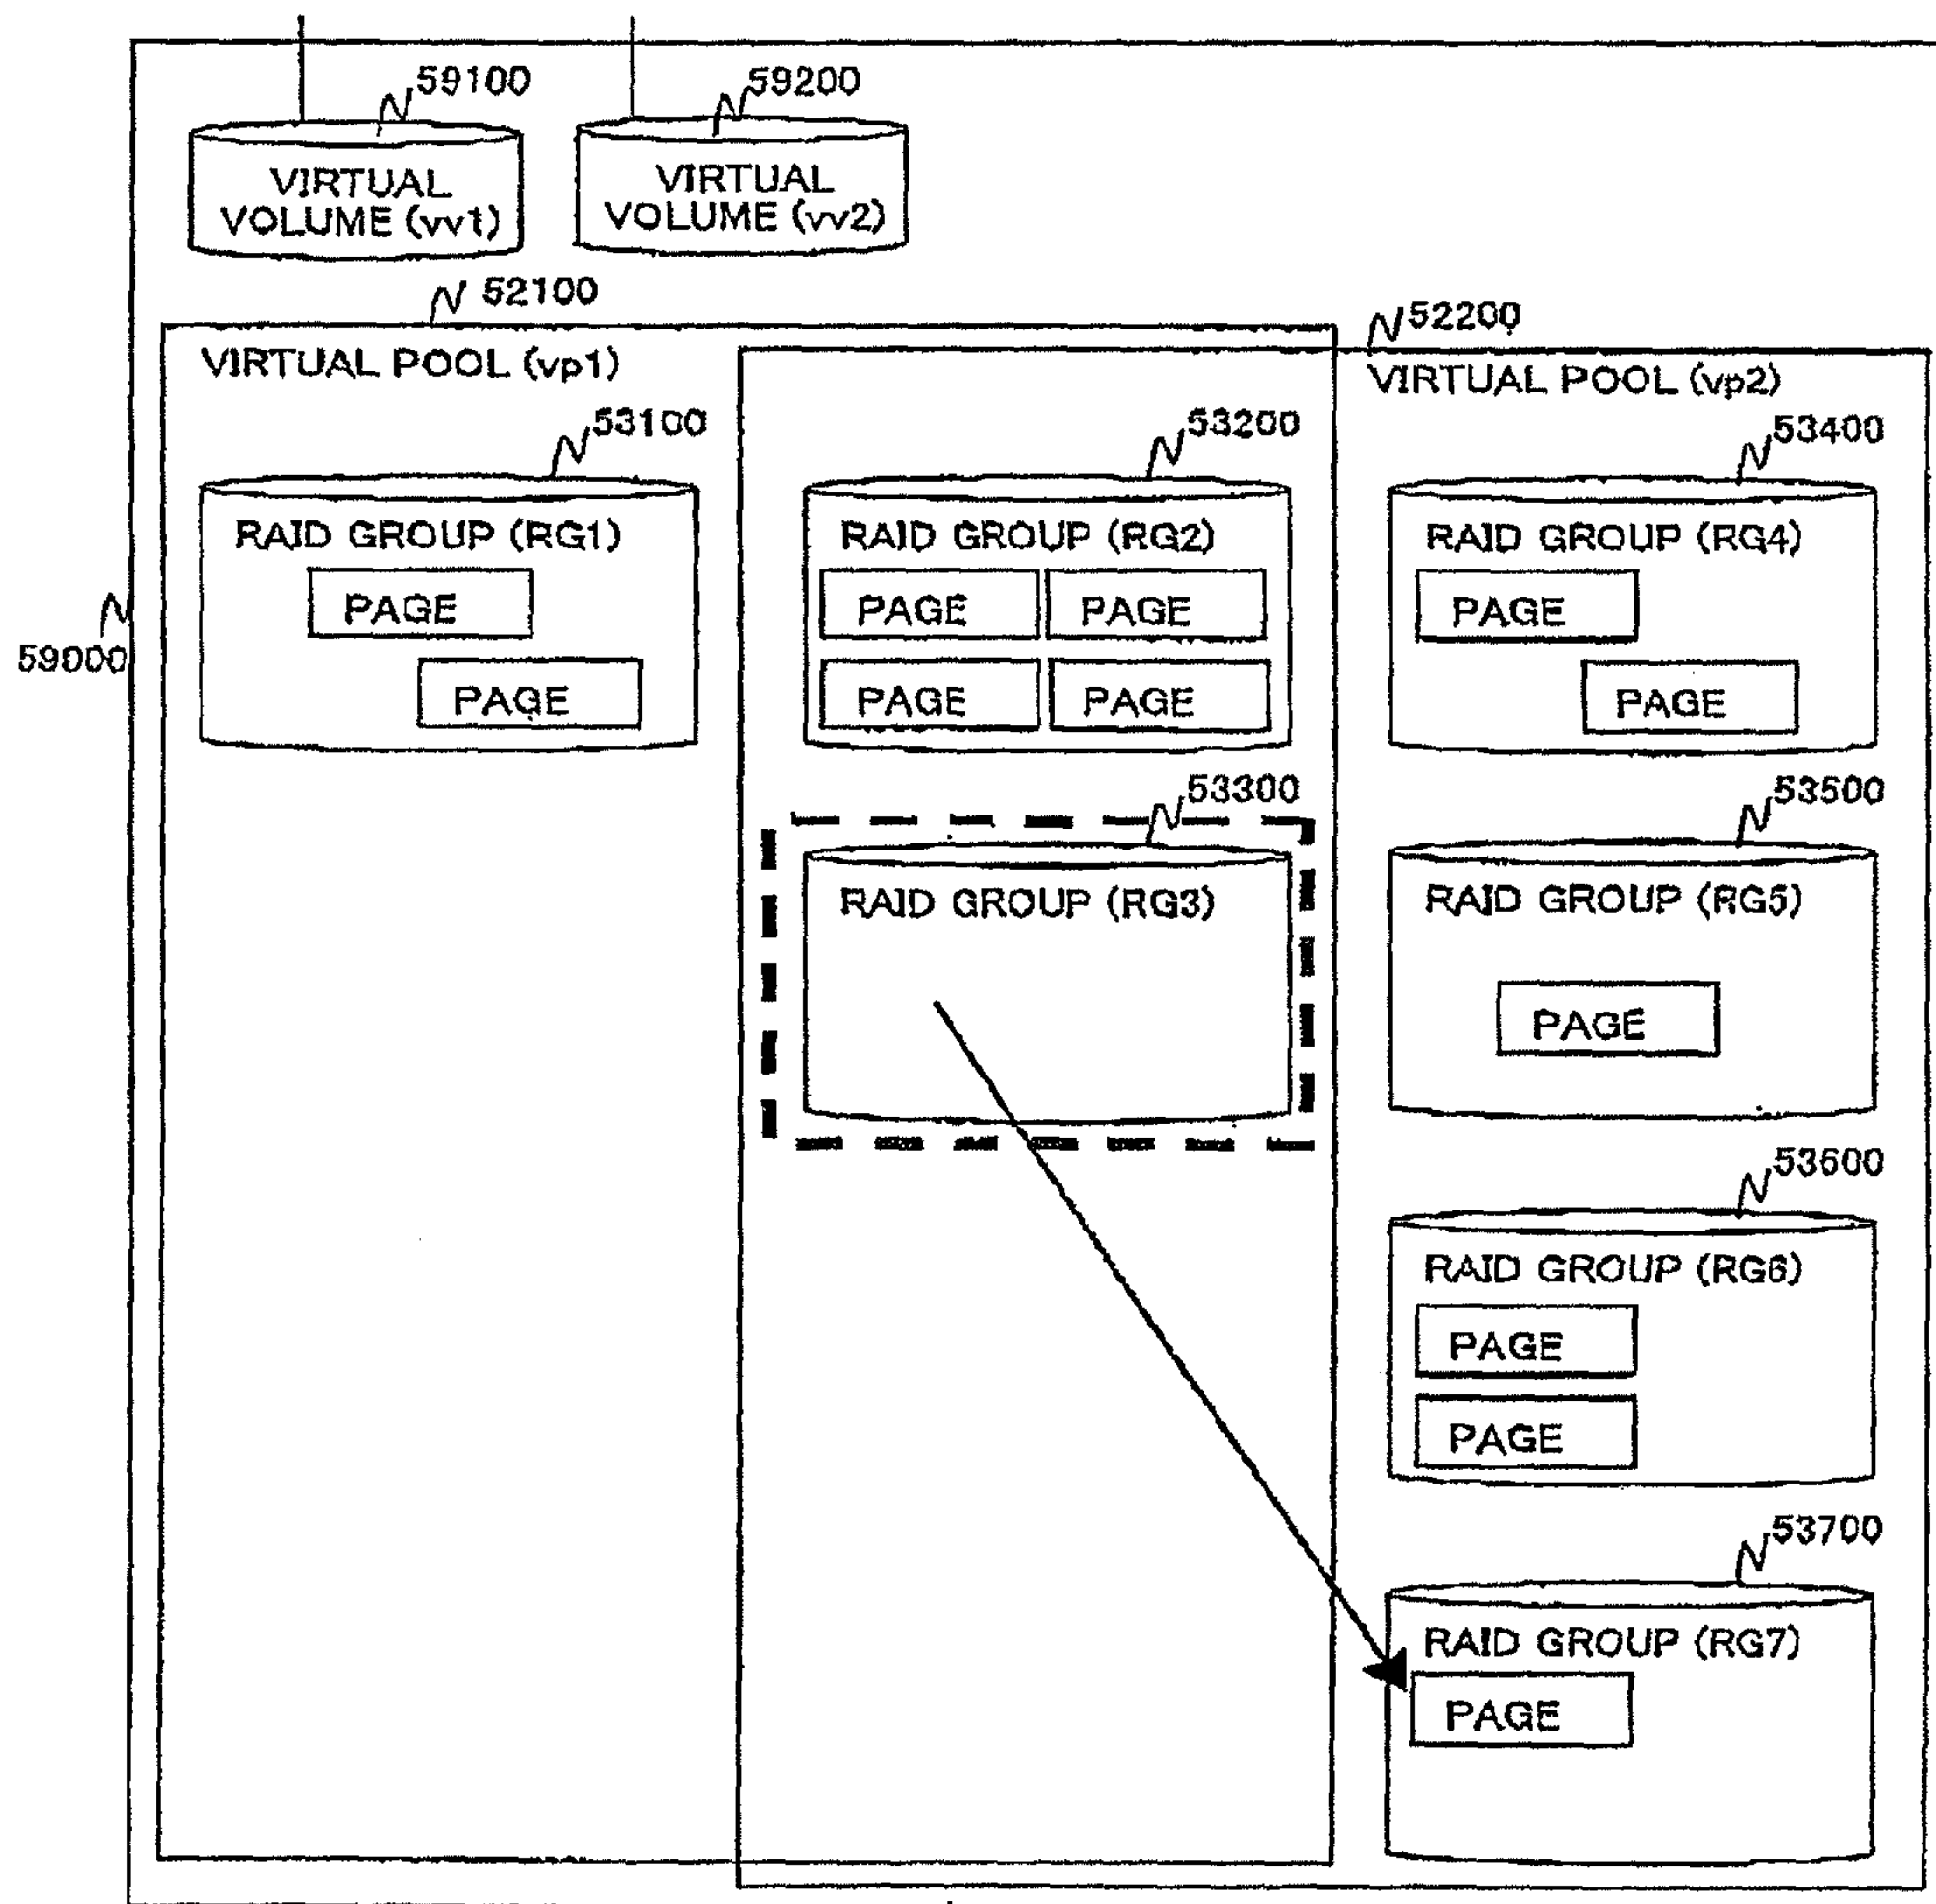 59100
59200
VIRTUAL
VOLUME (vv1)
VIRTUAL
VOLUME (vv2)
52100
52200
VIRTUAL POOL (vp1)
VIRTUAL POOL (vp2)
53100
53200
53400
RAID GROUP (RG1)
RAID GROUP (RG2)
RAID GROUP (RG4)
PAGE
PAGE
PAGE
PAGE
59000
PAGE
PAGE
PAGE
PAGE
53300
53500
RAID GROUP (RG3)
RAID GROUP (RG5)
PAGE
53600
RAID GROUP (RG6)
PAGE
PAGE
53700
RAID GROUP (RG7)
PAGE